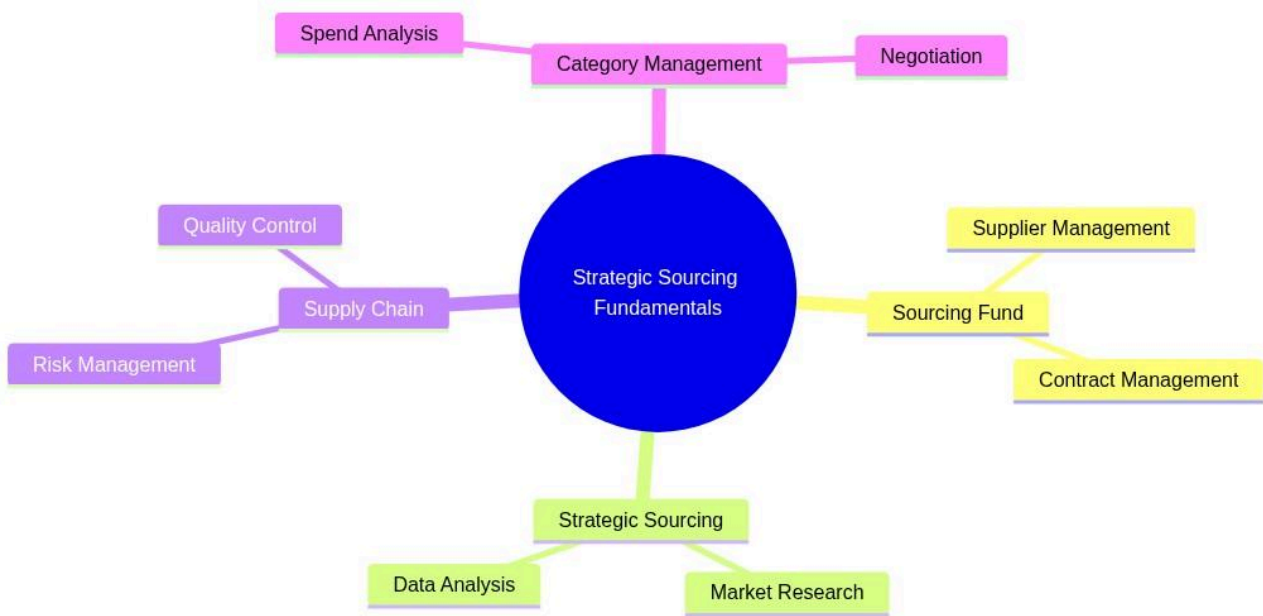 Spend Analysis
Category Management
Negotiation
Quality Control
Supplier Management
Strategic Sourcing
Fundamentals
Supply Chain
Sourcing Fund
Risk Management
Contract Management
Strategic Sourcing
Data Analysis
Market Research